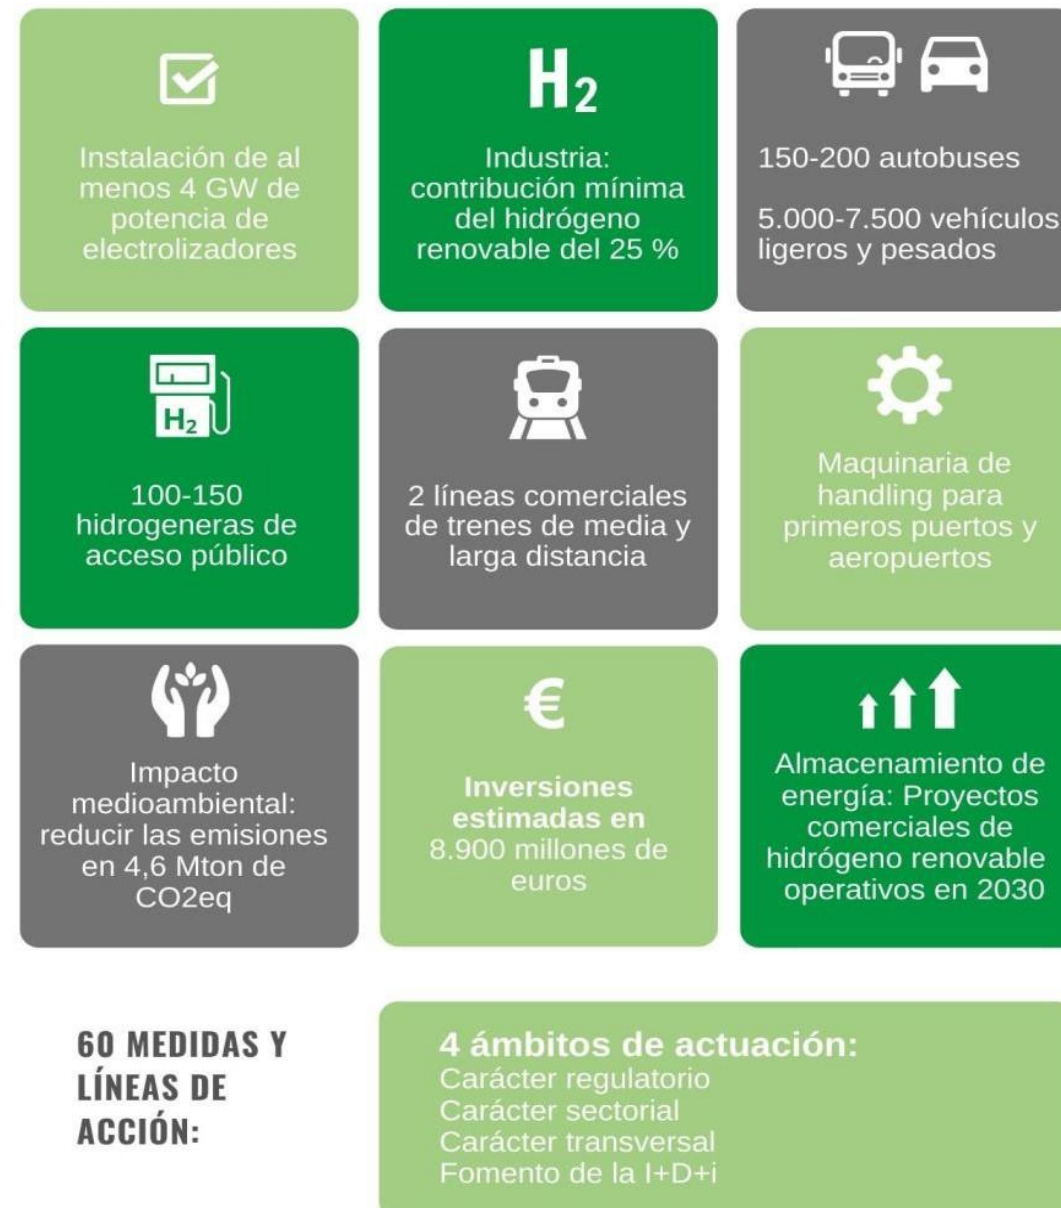 Instalación de al
menos 4 GW de
potencia de
electrolizadores
H2
Industria:
contribución mínima
del hidrógeno
renovable del 25 %
150-200 autobuses
5.000-7.500 vehículos
ligeros y pesados
H2
100-150
hidrogeneras de
acceso público
2 líneas comerciales
de trenes de media y
larga distancia
Maquinaria de
handling para
primeros puertos y
aeropuertos
Impacto
medioambiental:
reducir las emisiones
en 4,6 Mton de
CO2eq
€
Inversiones
estimadas en
8.900 millones de
euros
Almacenamiento de
energía: Proyectos
comerciales de
hidrógeno renovable
operativos en 2030
60 MEDIDAS Y
LÍNEAS DE
ACCIÓN:
4 ámbitos de actuación:
Carácter regulatorio
Carácter sectorial
Carácter transversal
Fomento de la I+D+i